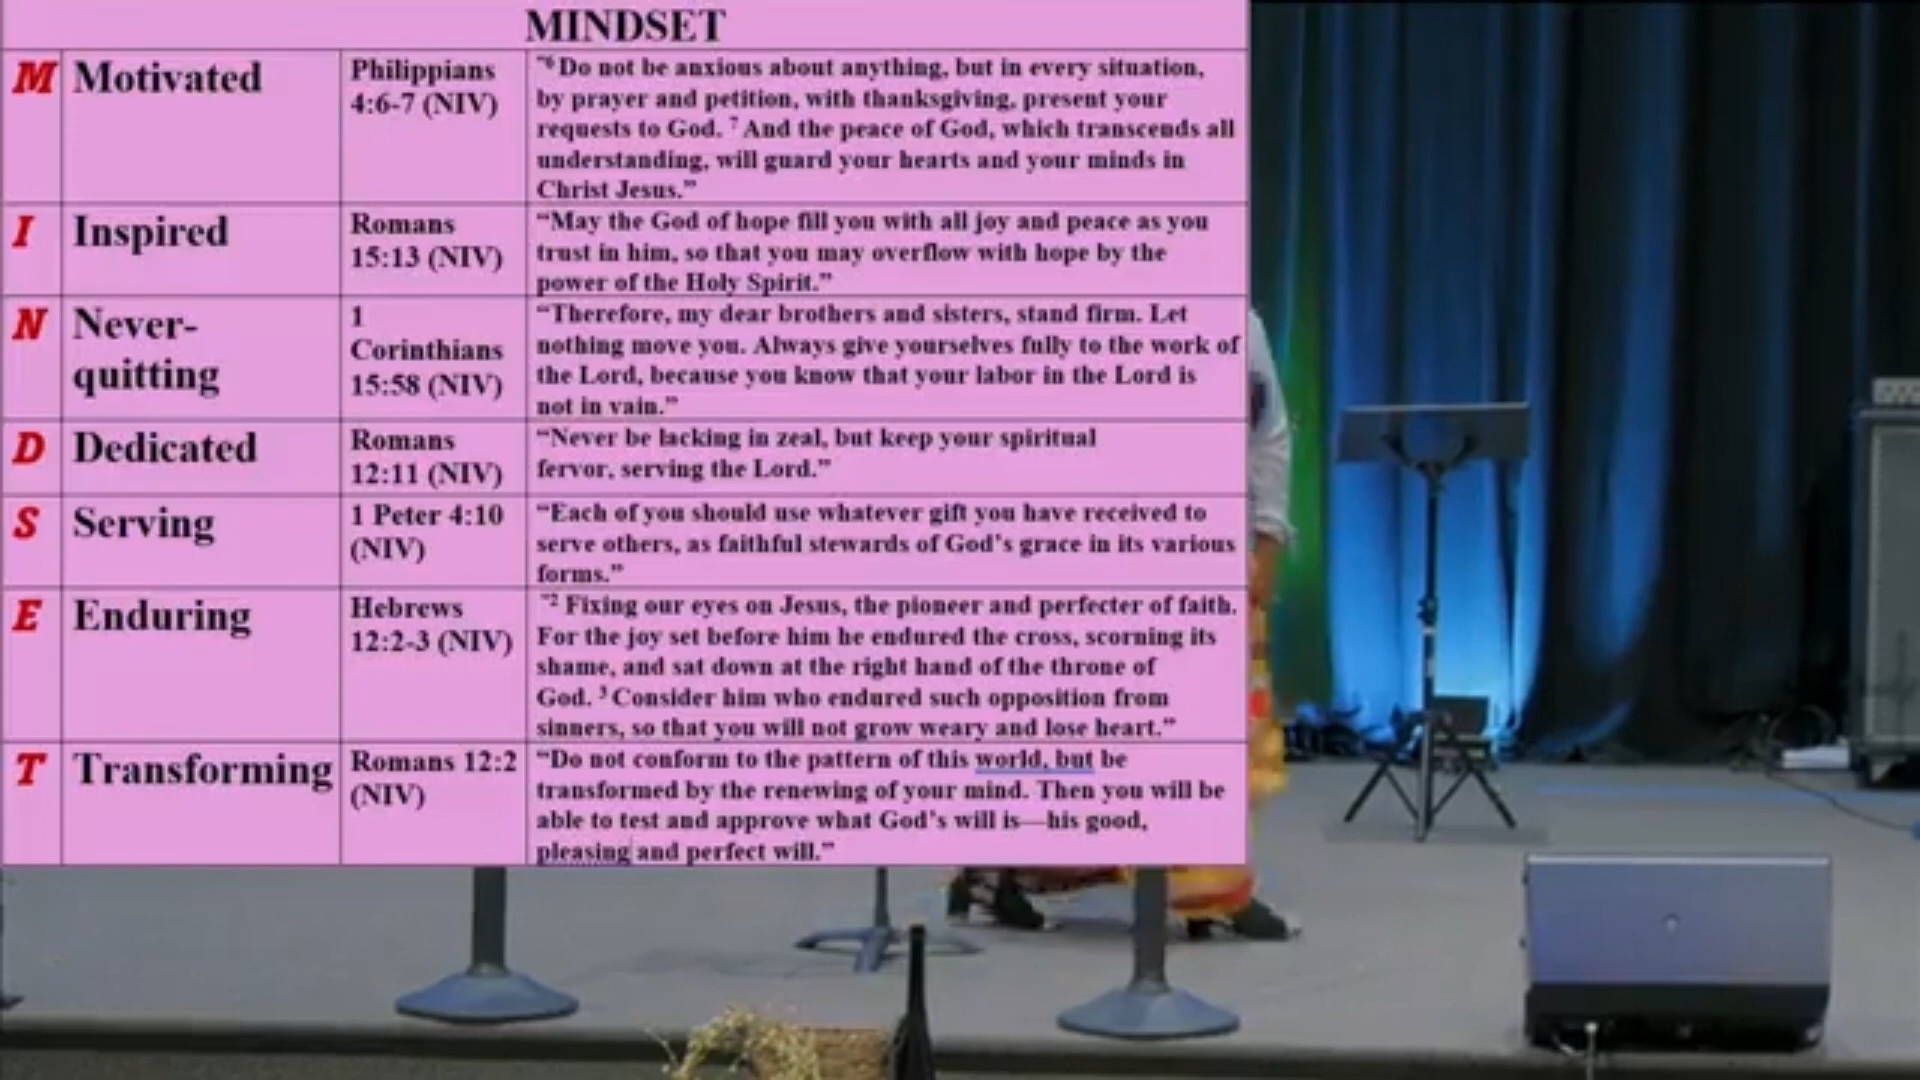 MINDSET
M Motivated Philippians 4:6-7 (NIV)
"6 Do not be anxious about anything, but in every situation,
by prayer and petition, with thanksgiving, present your
requests to God. 7 And the peace of God, which transcends all
understanding, will guard your hearts and your minds in
Christ Jesus.”
I Inspired Romans 15:13 (NIV)
“May the God of hope fill you with all joy and peace as you
trust in him, so that you may overflow with hope by the
power of the Holy Spirit.”
N Never-quitting 1 Corinthians 15:58 (NIV)
“Therefore, my dear brothers and sisters, stand firm. Let
nothing move you. Always give yourselves fully to the work of
the Lord, because you know that your labor in the Lord is
not in vain.”
D Dedicated Romans 12:11 (NIV)
“Never be lacking in zeal, but keep your spiritual
fervor, serving the Lord.”
S Serving 1 Peter 4:10 (NIV)
“Each of you should use whatever gift you have received to
serve others, as faithful stewards of God’s grace in its various
forms.”
E Enduring Hebrews 12:2-3 (NIV)
"2 Fixing our eyes on Jesus, the pioneer and perfecter of faith.
For the joy set before him he endured the cross, scorning its
shame, and sat down at the right hand of the throne of
God. 3 Consider him who endured such opposition from
sinners, so that you will not grow weary and lose heart.”
T Transforming Romans 12:2 (NIV)
“Do not conform to the pattern of this world, but be
transformed by the renewing of your mind. Then you will be
able to test and approve what God’s will is—his good,
pleasing and perfect will.”